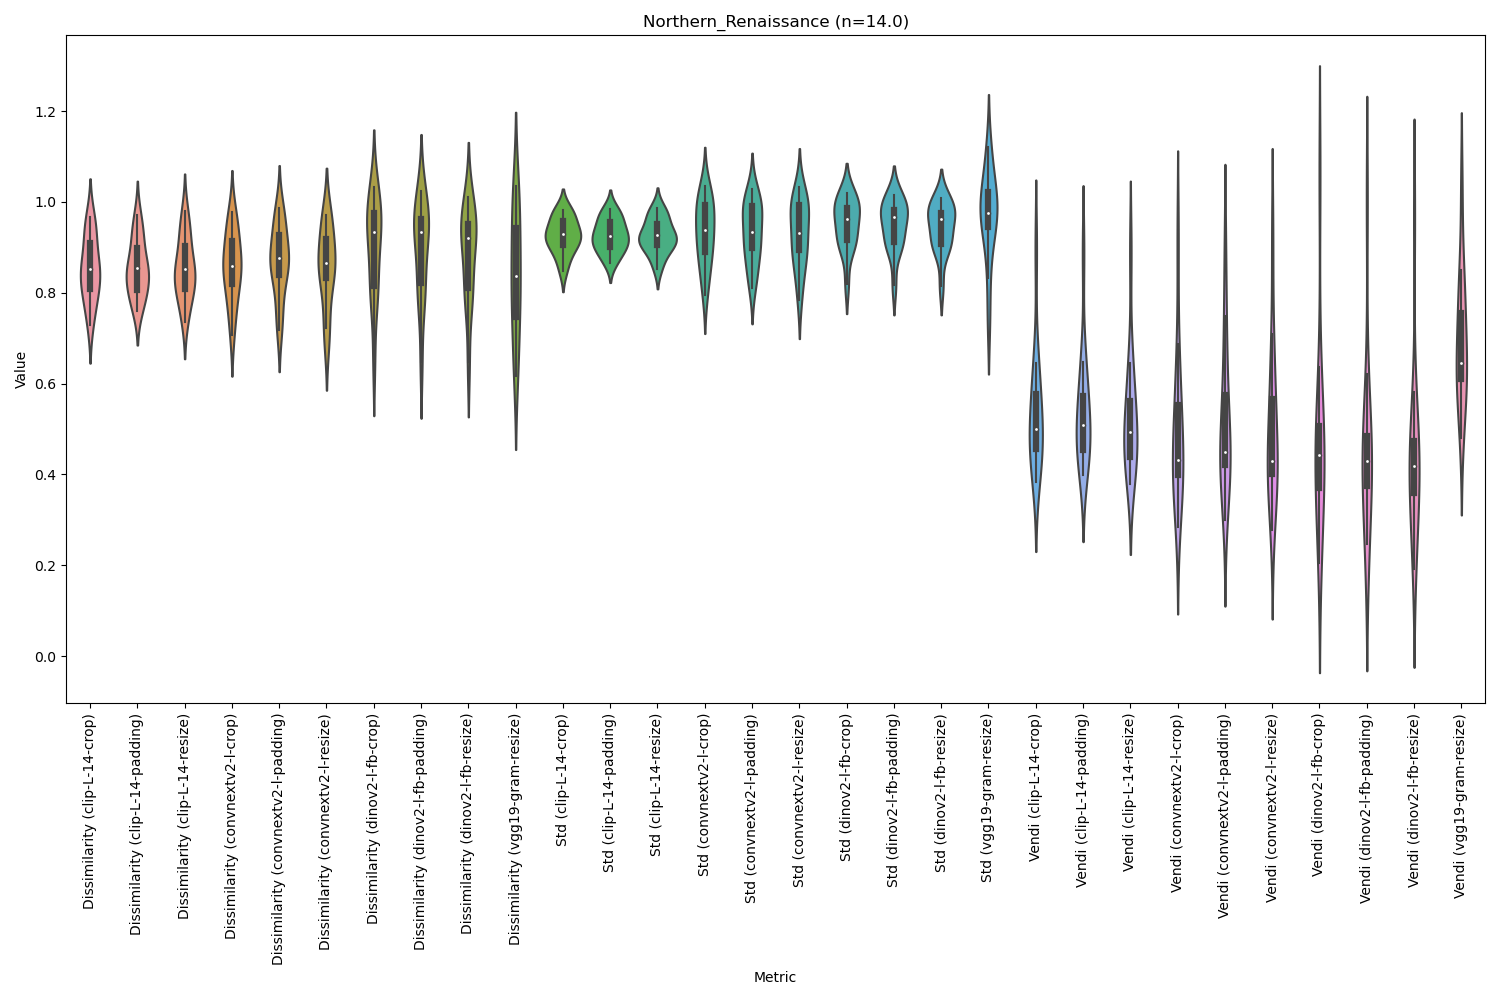 Northern_Renaissance (n=14.0)
Value
1.2
1.0
0.8
0.6
0.4
0.2
0.0
Dissimilarity (clip-L-14-crop)
Dissimilarity (clip-L-14-padding)
Dissimilarity (clip-L-14-resize)
Dissimilarity (convnextv2-l-crop)
Dissimilarity (convnextv2-l-padding)
Dissimilarity (convnextv2-l-resize)
Dissimilarity (dinov2-l-fb-crop)
Dissimilarity (dinov2-l-fb-padding)
Dissimilarity (dinov2-l-fb-resize)
Dissimilarity (vgg19-gram-resize)
Std (clip-L-14-crop)
Std (clip-L-14-padding)
Std (clip-L-14-resize)
Std (convnextv2-l-crop)
Std (convnextv2-l-padding)
Std (convnextv2-l-resize)
Std (dinov2-l-fb-crop)
Std (dinov2-l-fb-padding)
Std (dinov2-l-fb-resize)
Std (vgg19-gram-resize)
Vendi (clip-L-14-crop)
Vendi (clip-L-14-padding)
Vendi (clip-L-14-resize)
Vendi (convnextv2-l-crop)
Vendi (convnextv2-l-padding)
Vendi (convnextv2-l-resize)
Vendi (dinov2-l-fb-crop)
Vendi (dinov2-l-fb-padding)
Vendi (dinov2-l-fb-resize)
Vendi (vgg19-gram-resize)
Metric